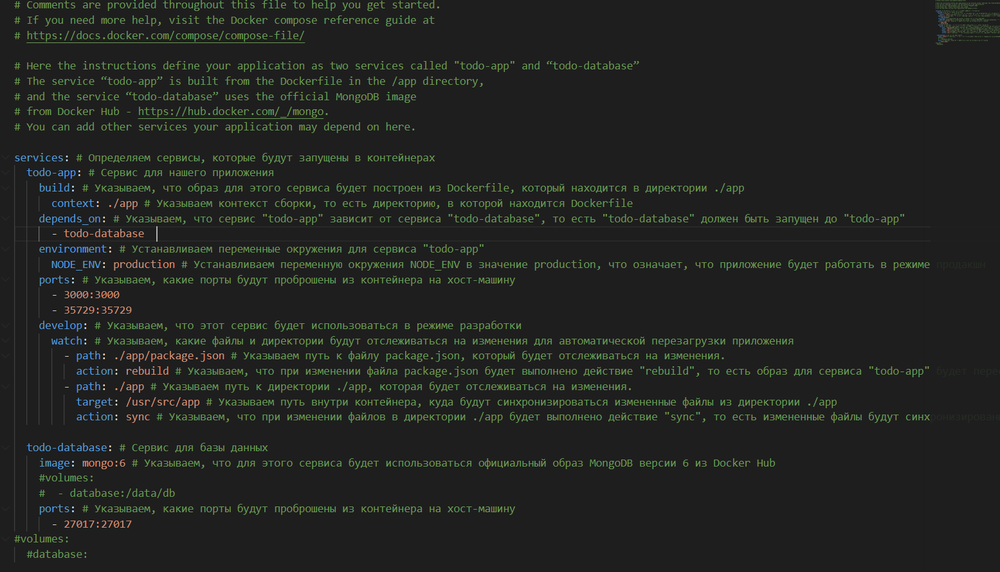 # Comments are provided throughout this file to help you get started.
# If you need more help, visit the Docker compose reference guide at
# https://docs.docker.com/compose/compose-file/
# Here the instructions define your application as two services called "todo-app" and “todo-database”
# The service “todo-app” is built from the Dockerfile in the /app directory,
# and the service “todo-database” uses the official MongoDB image
# from Docker Hub - https://hub.docker.com/_/mongo.
# You can add other services your application may depend on here.
services: # Определяем сервисы, которые будут запущены в контейнерах
  todo-app: # Сервис для нашего приложения
    build: # Указываем, что образ для этого сервиса будет построен из Dockerfile, который находится в директории ./app
      context: ./app # Указываем контекст сборки, то есть директорию, в которой находится Dockerfile
    depends_on: # Указываем, что сервис "todo-app" зависит от сервиса "todo-database", то есть "todo-database" должен быть запущен до "todo-app"
      - todo-database
    environment: # Устанавливаем переменные окружения для сервиса "todo-app"
      NODE_ENV: production # Устанавливаем переменную окружения NODE_ENV в значение production, что означает, что приложение будет работать в режиме продакшн
    ports: # Указываем, какие порты будут проброшены из контейнера на хост-машину
      - 3000:3000
      - 35729:35729
    develop: # Указываем, что этот сервис будет использоваться в режиме разработки
      watch: # Указываем, какие файлы и директории будут отслеживаться на изменения для автоматической перезагрузки приложения
        - path: ./app/package.json # Указываем путь к файлу package.json, который будет отслеживаться на изменения.
          action: rebuild # Указываем, что при изменении файла package.json будет выполнено действие "rebuild", то есть образ для сервиса "todo-app" будет
        - path: ./app # Указываем путь к директории ./app, которая будет отслеживаться на изменения.
          target: /usr/src/app # Указываем путь внутри контейнера, куда будут синхронизироваться измененные файлы из директории ./app
          action: sync # Указываем, что при изменении файлов в директории ./app будет выполнено действие "sync", то есть измененные файлы будут
  todo-database: # Сервис для базы данных
    image: mongo:6 # Указываем, что для этого сервиса будет использоваться официальный образ MongoDB версии 6 из Docker Hub
    #volumes:
    #  - database:/data/db
    ports: # Указываем, какие порты будут проброшены из контейнера на хост-машину
      - 27017:27017
#volumes:
  #database: